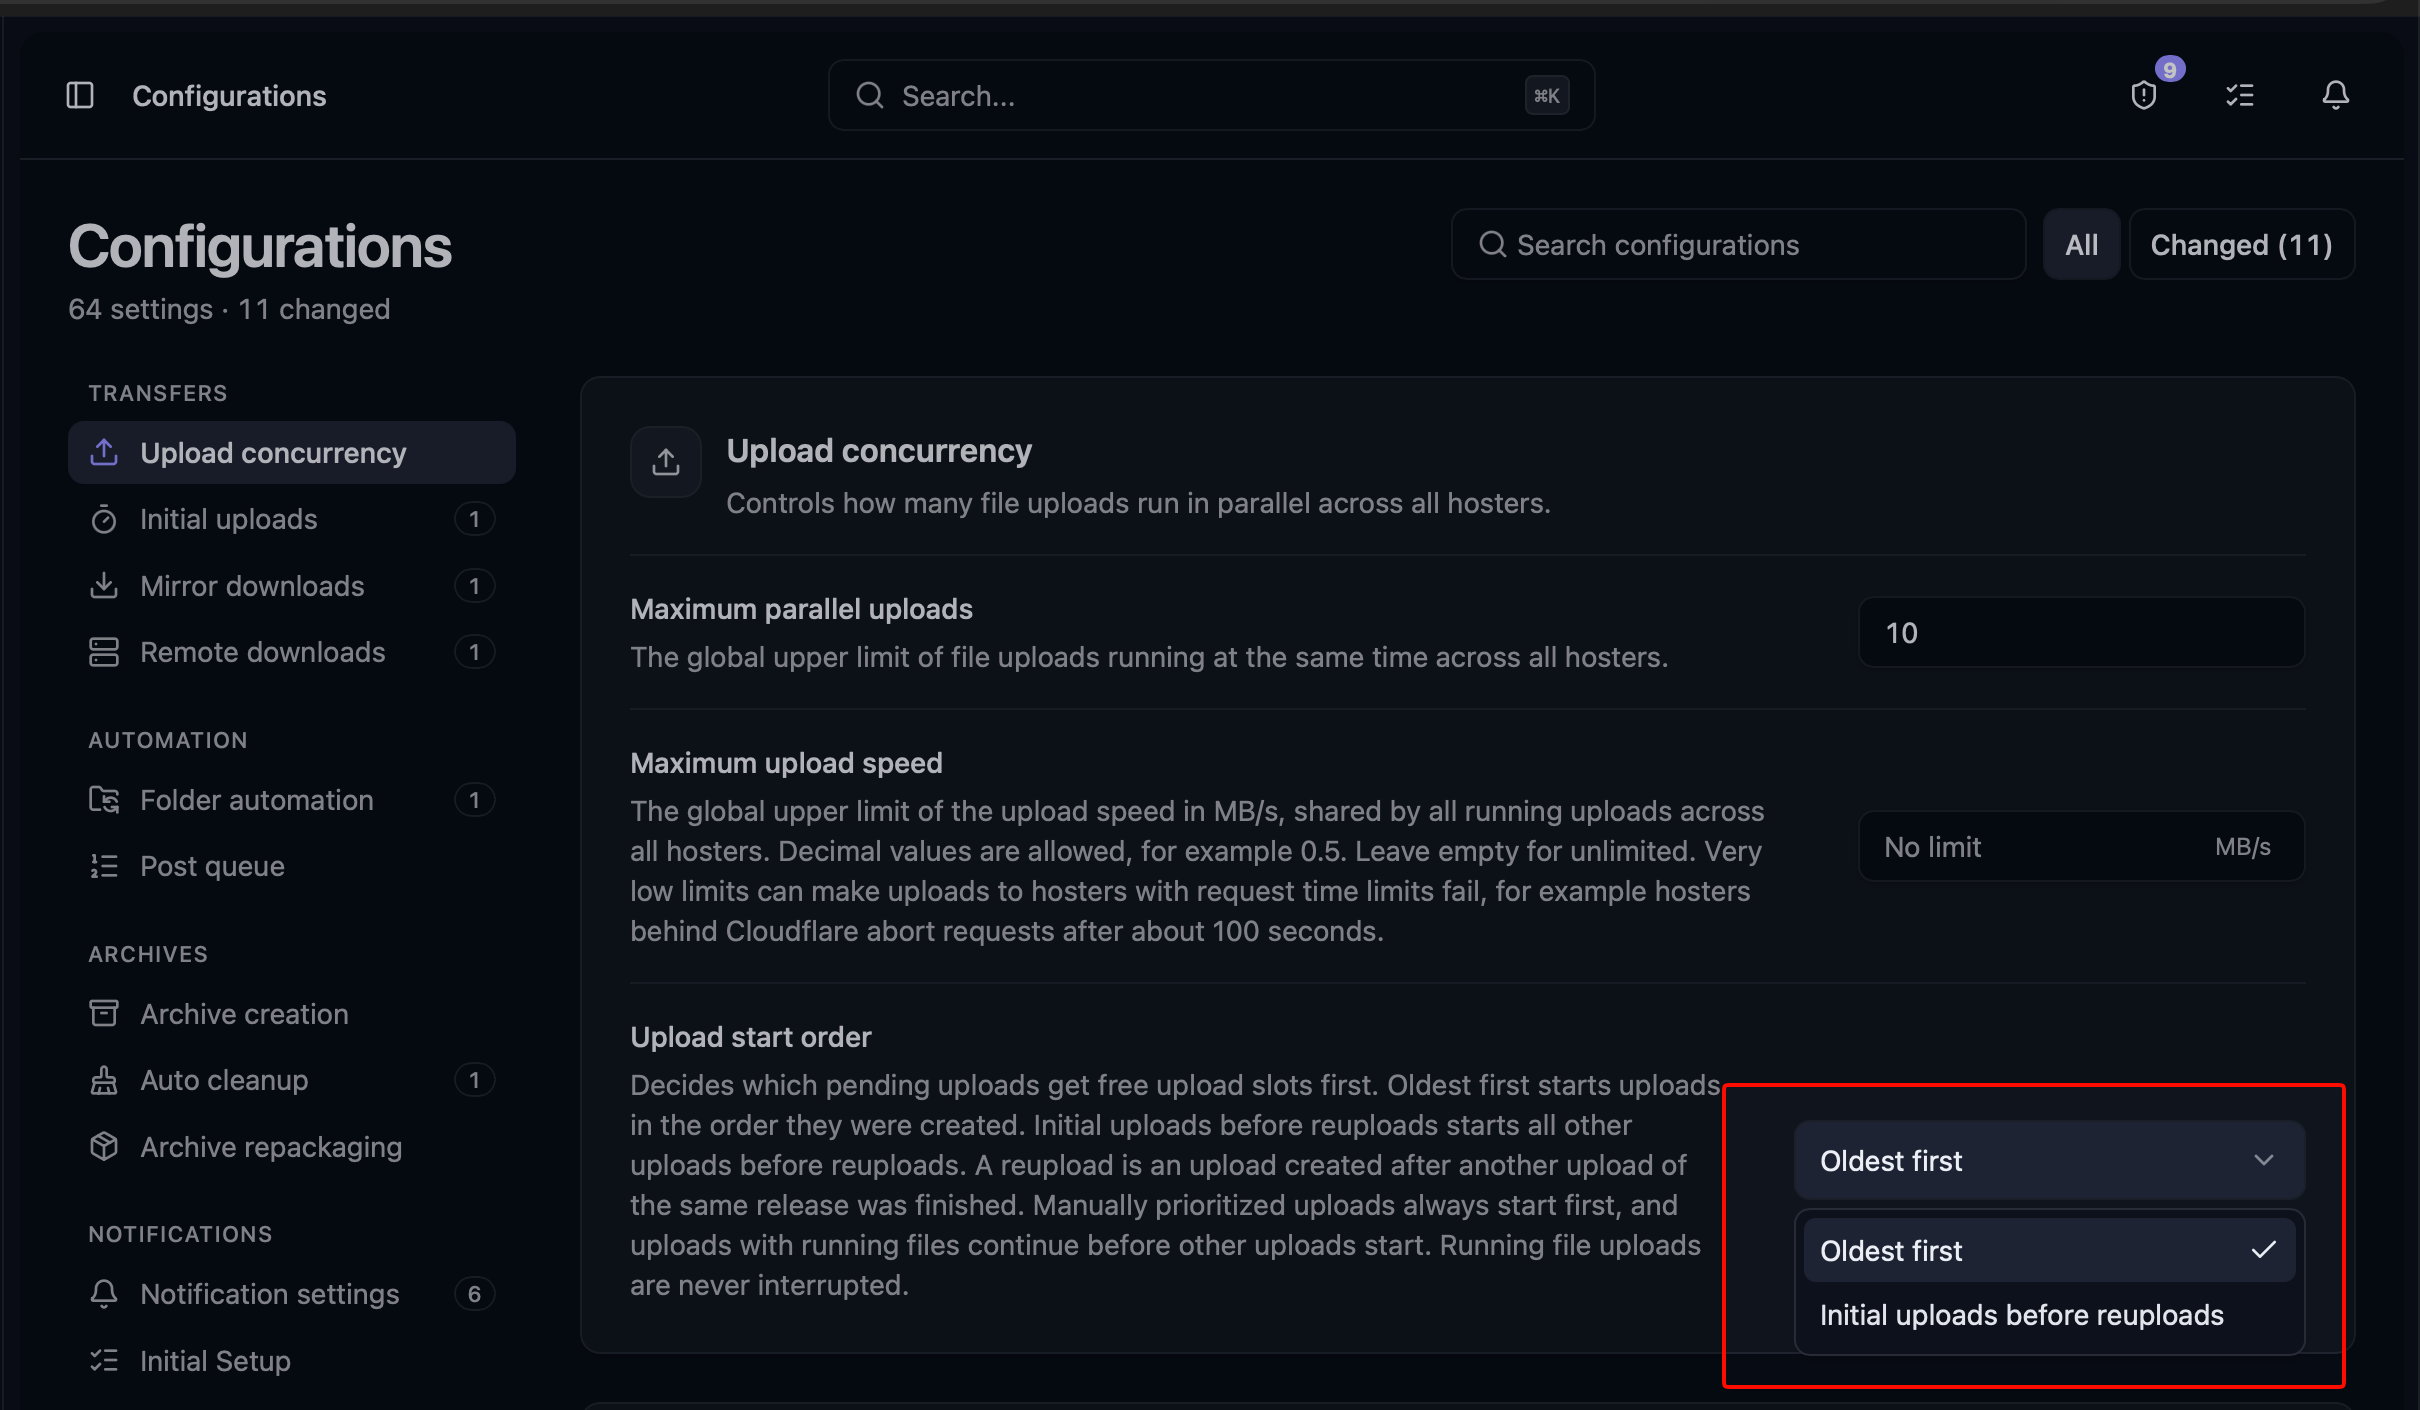 Configurations
Search...
⌘K
9
Configurations
64 settings · 11 changed
Search configurations
All
Changed (11)
TRANSFERS
Upload concurrency
Initial uploads
1
Mirror downloads
1
Remote downloads
1
AUTOMATION
Folder automation
1
Post queue
ARCHIVES
Archive creation
Auto cleanup
1
Archive repackaging
NOTIFICATIONS
Notification settings
6
Initial Setup
Upload concurrency
Controls how many file uploads run in parallel across all hosters.
Maximum parallel uploads
The global upper limit of file uploads running at the same time across all hosters.
10
Maximum upload speed
The global upper limit of the upload speed in MB/s, shared by all running uploads across
all hosters. Decimal values are allowed, for example 0.5. Leave empty for unlimited. Very
low limits can make uploads to hosters with request time limits fail, for example hosters
behind Cloudflare abort requests after about 100 seconds.
No limit
MB/s
Upload start order
Decides which pending uploads get free upload slots first. Oldest first starts uploads
in the order they were created. Initial uploads before reuploads starts all other
uploads before reuploads. A reupload is an upload created after another upload of
the same release was finished. Manually prioritized uploads always start first, and
uploads with running files continue before other uploads start. Running file uploads
are never interrupted.
Oldest first
Oldest first
Initial uploads before reuploads